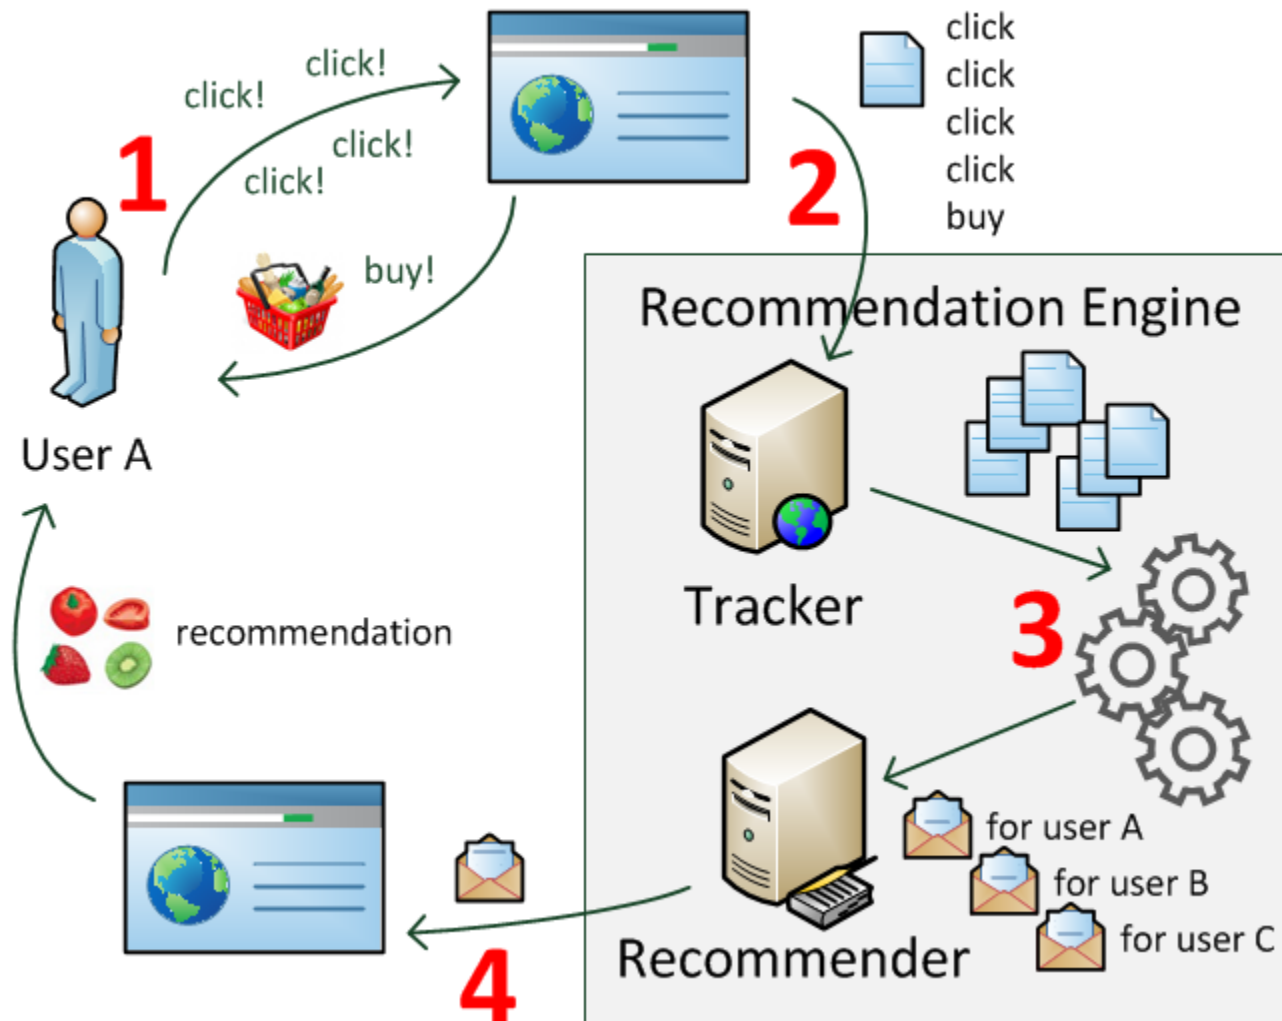 click!
click!
click!
click!
1
buy!
User A
2
click
click
click
click
buy
Recommendation Engine
Tracker
3
Recommender
for user A
for user B
for user C
4
recommendation